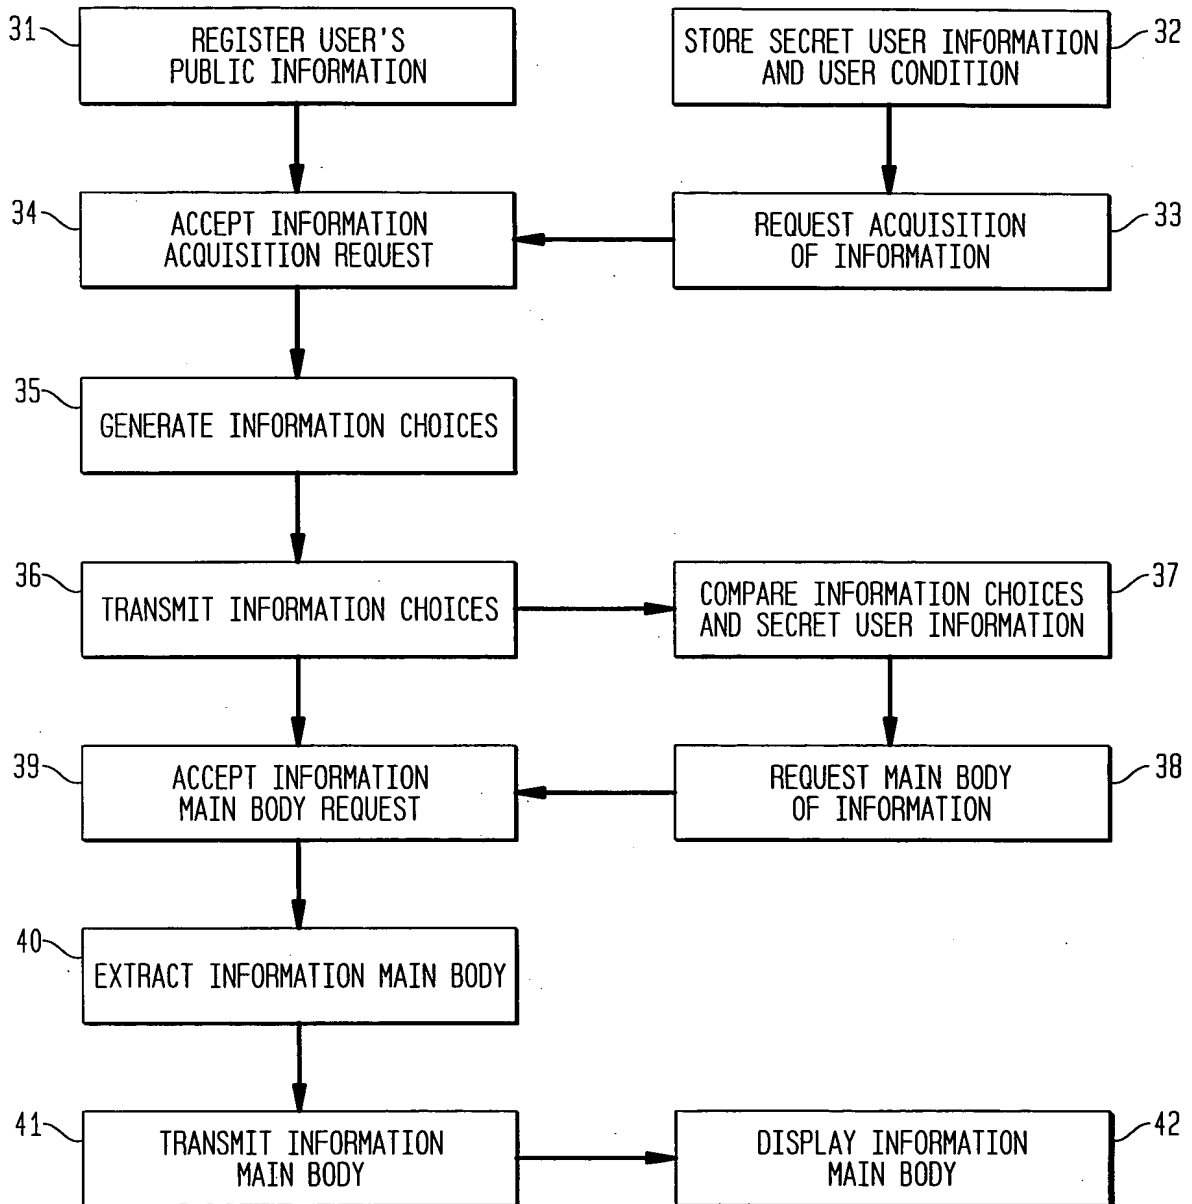 31
REGISTER USER'S
PUBLIC INFORMATION
STORE SECRET USER INFORMATION
AND USER CONDITION
32
34
ACCEPT INFORMATION
ACQUISITION REQUEST
REQUEST ACQUISITION
OF INFORMATION
33
35
GENERATE INFORMATION CHOICES
36
TRANSMIT INFORMATION CHOICES
COMPARE INFORMATION CHOICES
AND SECRET USER INFORMATION
37
39
ACCEPT INFORMATION
MAIN BODY REQUEST
REQUEST MAIN BODY
OF INFORMATION
38
40
EXTRACT INFORMATION MAIN BODY
41
TRANSMIT INFORMATION
MAIN BODY
DISPLAY INFORMATION
MAIN BODY
42